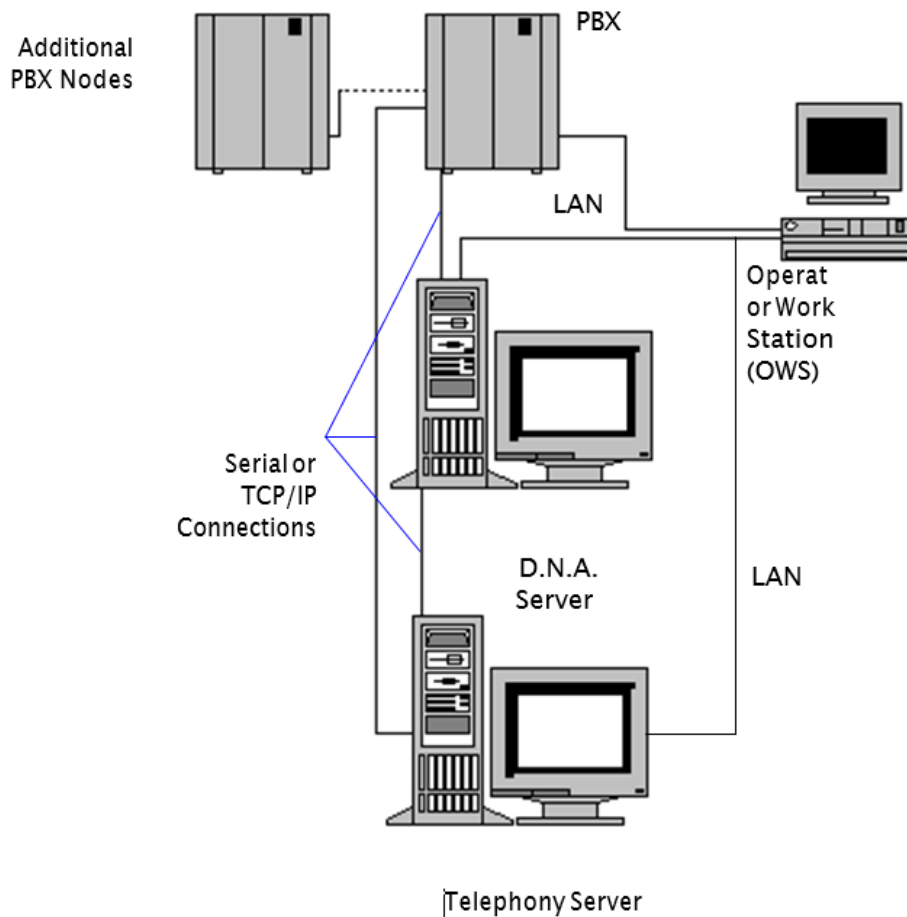 Additional
PBX Nodes
PBX
LAN
Operat
or Work
Station
(OWS)
Serial or
TCP/IP
Connections
D.N.A.
Server
LAN
Telephony Server